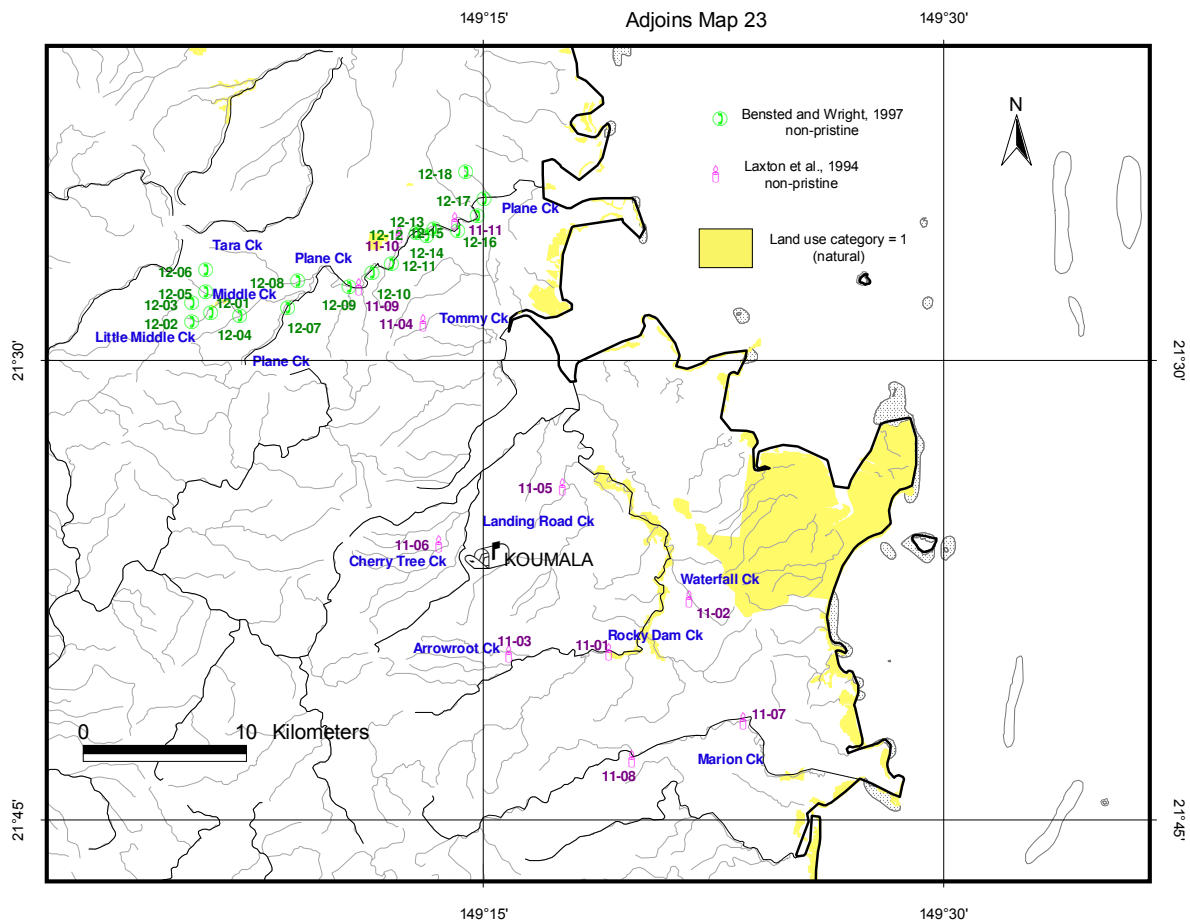 149°15'
Adjoins Map 23
149°30'
N
Bensted and Wright, 1997
non-pristine
Laxton et al., 1994
non-pristine
Land use category = 1
(natural)
12-18
12-17
Plane Ck
12-13
12-12
12-15
11-11
12-16
11-10
Tara Ck
12-14
Plane Ck
12-11
12-06
12-08
12-05
Middle Ck
12-10
12-03
12-01
12-09
11-09
12-02
12-04
12-07
11-04
Tommy Ck
Little Middle Ck
Plane Ck
21°30'
21°30'
11-05
Landing Road Ck
11-06
Cherry Tree Ck
KOUMALA
Waterfall Ck
11-02
Rocky Dam Ck
11-03
11-01
Arrowroot Ck
11-07
0 10 Kilometers
Marion Ck
11-08
21°45'
21°45'
149°15'
149°30'